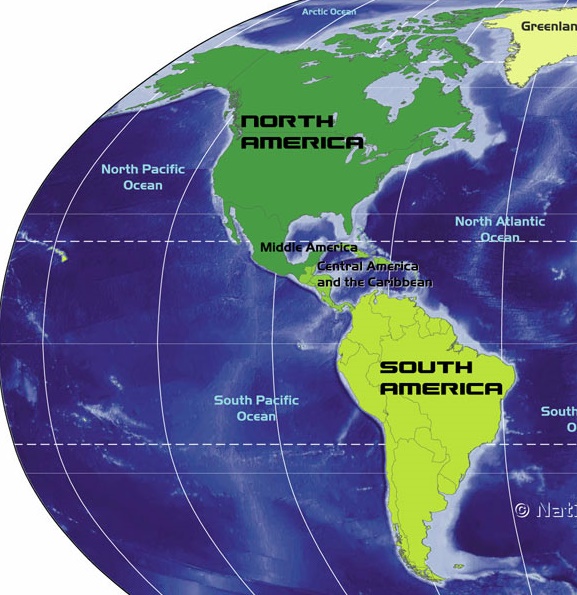 Arctic Ocean
Greenlan
NORTH
AMERICA
North Pacific
Ocean
North Atlantic
Ocean
Middle America
Central America
and the Caribbean
SOUTH
AMERICA
South Pacific
Ocean
South
O
© Nati